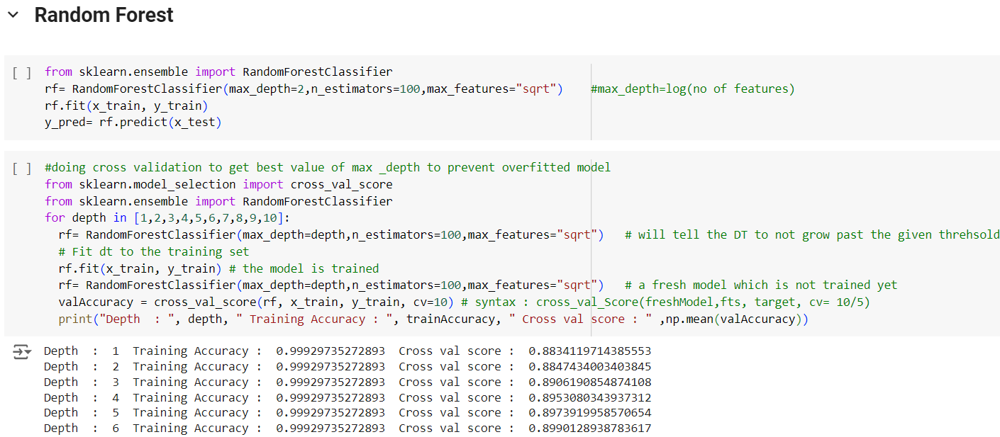 Random Forest
[ ] from sklearn.ensemble import RandomForestClassifier
rf= RandomForestClassifier(max_depth=2,n_estimators=100,max_features="sqrt")    #max_depth=log(no of features)
rf.fit(x_train, y_train)
y_pred= rf.predict(x_test)
[ ] #doing cross validation to get best value of max _depth to prevent overfitted model
from sklearn.model_selection import cross_val_score
from sklearn.ensemble import RandomForestClassifier
for depth in [1,2,3,4,5,6,7,8,9,10]:
  rf= RandomForestClassifier(max_depth=depth,n_estimators=100,max_features="sqrt")   # will tell the DT to not grow past the given threhsold
  # Fit dt to the training set
  rf.fit(x_train, y_train) # the model is trained
  rf= RandomForestClassifier(max_depth=depth,n_estimators=100,max_features="sqrt")   # a fresh model which is not trained yet
  valAccuracy = cross_val_score(rf, x_train, y_train, cv=10) # syntax : cross_val_Score(freshModel,fts, target, cv= 10/5)
  print("Depth  : ", depth, " Training Accuracy : ", trainAccuracy, " Cross val score : " ,np.mean(valAccuracy))
Depth  :  1  Training Accuracy :  0.99929735272893  Cross val score :  0.8834119714385553
Depth  :  2  Training Accuracy :  0.99929735272893  Cross val score :  0.8847434003403845
Depth  :  3  Training Accuracy :  0.99929735272893  Cross val score :  0.8906190854874108
Depth  :  4  Training Accuracy :  0.99929735272893  Cross val score :  0.8953080343937312
Depth  :  5  Training Accuracy :  0.99929735272893  Cross val score :  0.8973919958570654
Depth  :  6  Training Accuracy :  0.99929735272893  Cross val score :  0.8990128938783617